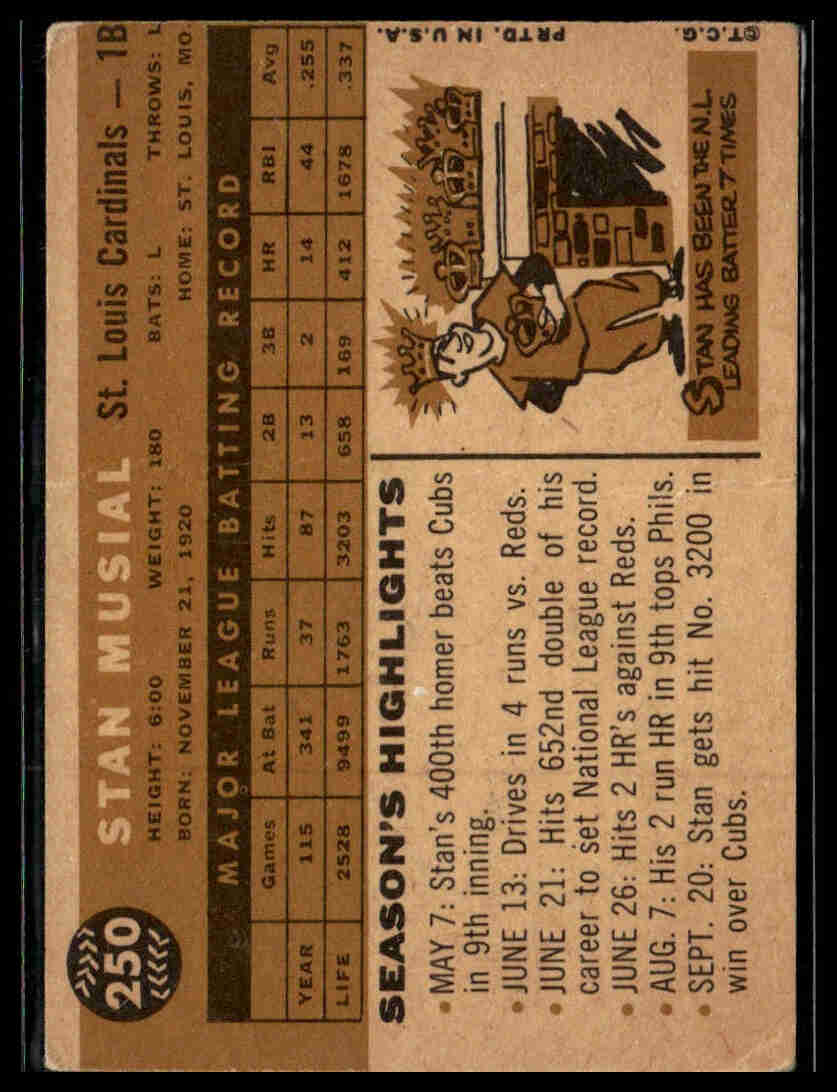 250
STAN MUSIAL St. Louis Cardinals — 1B
HEIGHT: 6:00 WEIGHT: 180 BATS: L THROWS: L
BORN: NOVEMBER 21, 1920 HOME: ST. LOUIS, MO.
MAJOR LEAGUE BATTING RECORD
Games At Bat Runs Hits 2B 3B HR RBI Avg
YEAR 115 341 37 87 13 2 14 44 .255
LIFE 2528 9499 1763 3203 658 169 412 1678 .337
SEASON'S HIGHLIGHTS
• MAY 7: Stan's 400th homer beats Cubs
in 9th inning.
• JUNE 13: Drives in 4 runs vs. Reds.
• JUNE 21: Hits 652nd double of his
career to set National League record.
• JUNE 26: Hits 2 HR's against Reds.
• AUG. 7: His 2 run HR in 9th tops Phils.
• SEPT. 20: Stan gets hit No. 3200 in
win over Cubs.
STAN HAS BEEN THE N.L.
LEADING BATTER 7 TIMES
© T.C.G. PRTD. IN U.S.A.